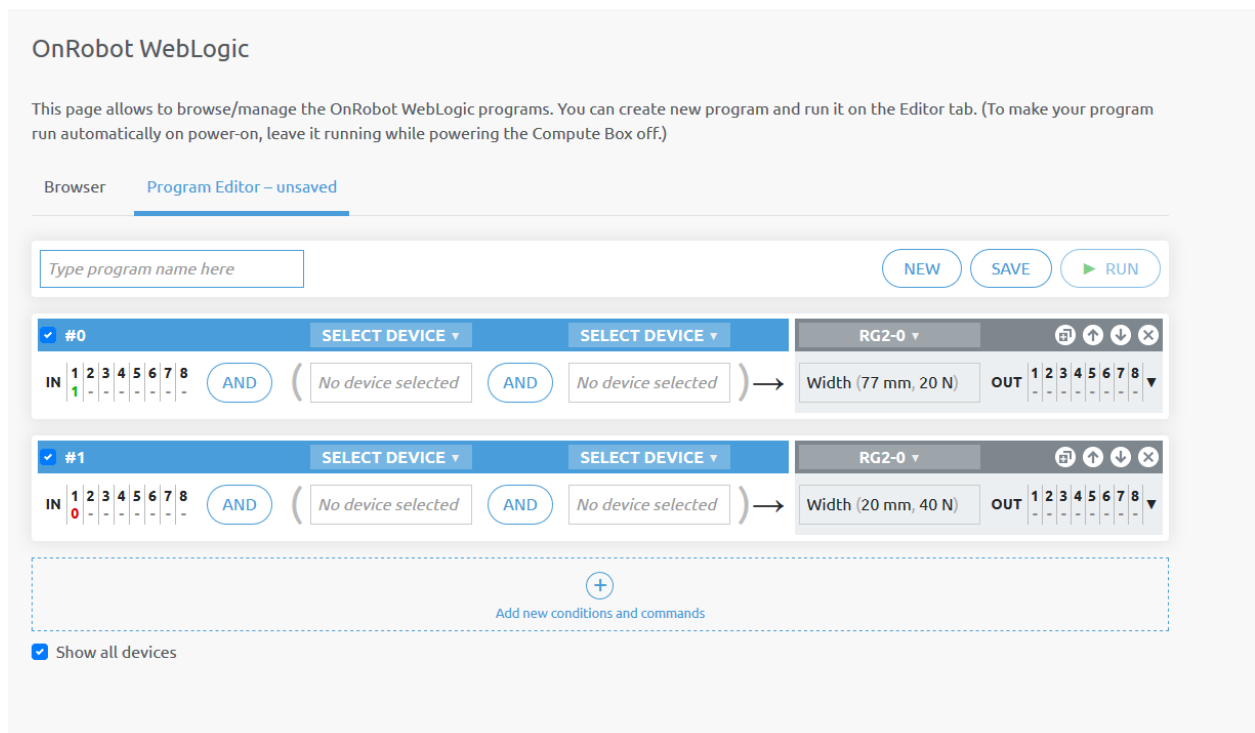 OnRobot WebLogic
This page allows to browse/manage the OnRobot WebLogic programs. You can create new program and run it on the Editor tab. (To make your program
run automatically on power-on, leave it running while powering the Compute Box off.)
Browser Program Editor – unsaved
Type program name here NEW SAVE RUN
#0 SELECT DEVICE SELECT DEVICE RG2-0
IN 1 2 3 4 5 6 7 8 AND ( No device selected AND No device selected ) → Width (77 mm, 20 N) OUT 1 2 3 4 5 6 7 8
1 - - - - - - - - - - - - - - -
#1 SELECT DEVICE SELECT DEVICE RG2-0
IN 1 2 3 4 5 6 7 8 AND ( No device selected AND No device selected ) → Width (20 mm, 40 N) OUT 1 2 3 4 5 6 7 8
0 - - - - - - - - - - - - - - -
Add new conditions and commands
Show all devices